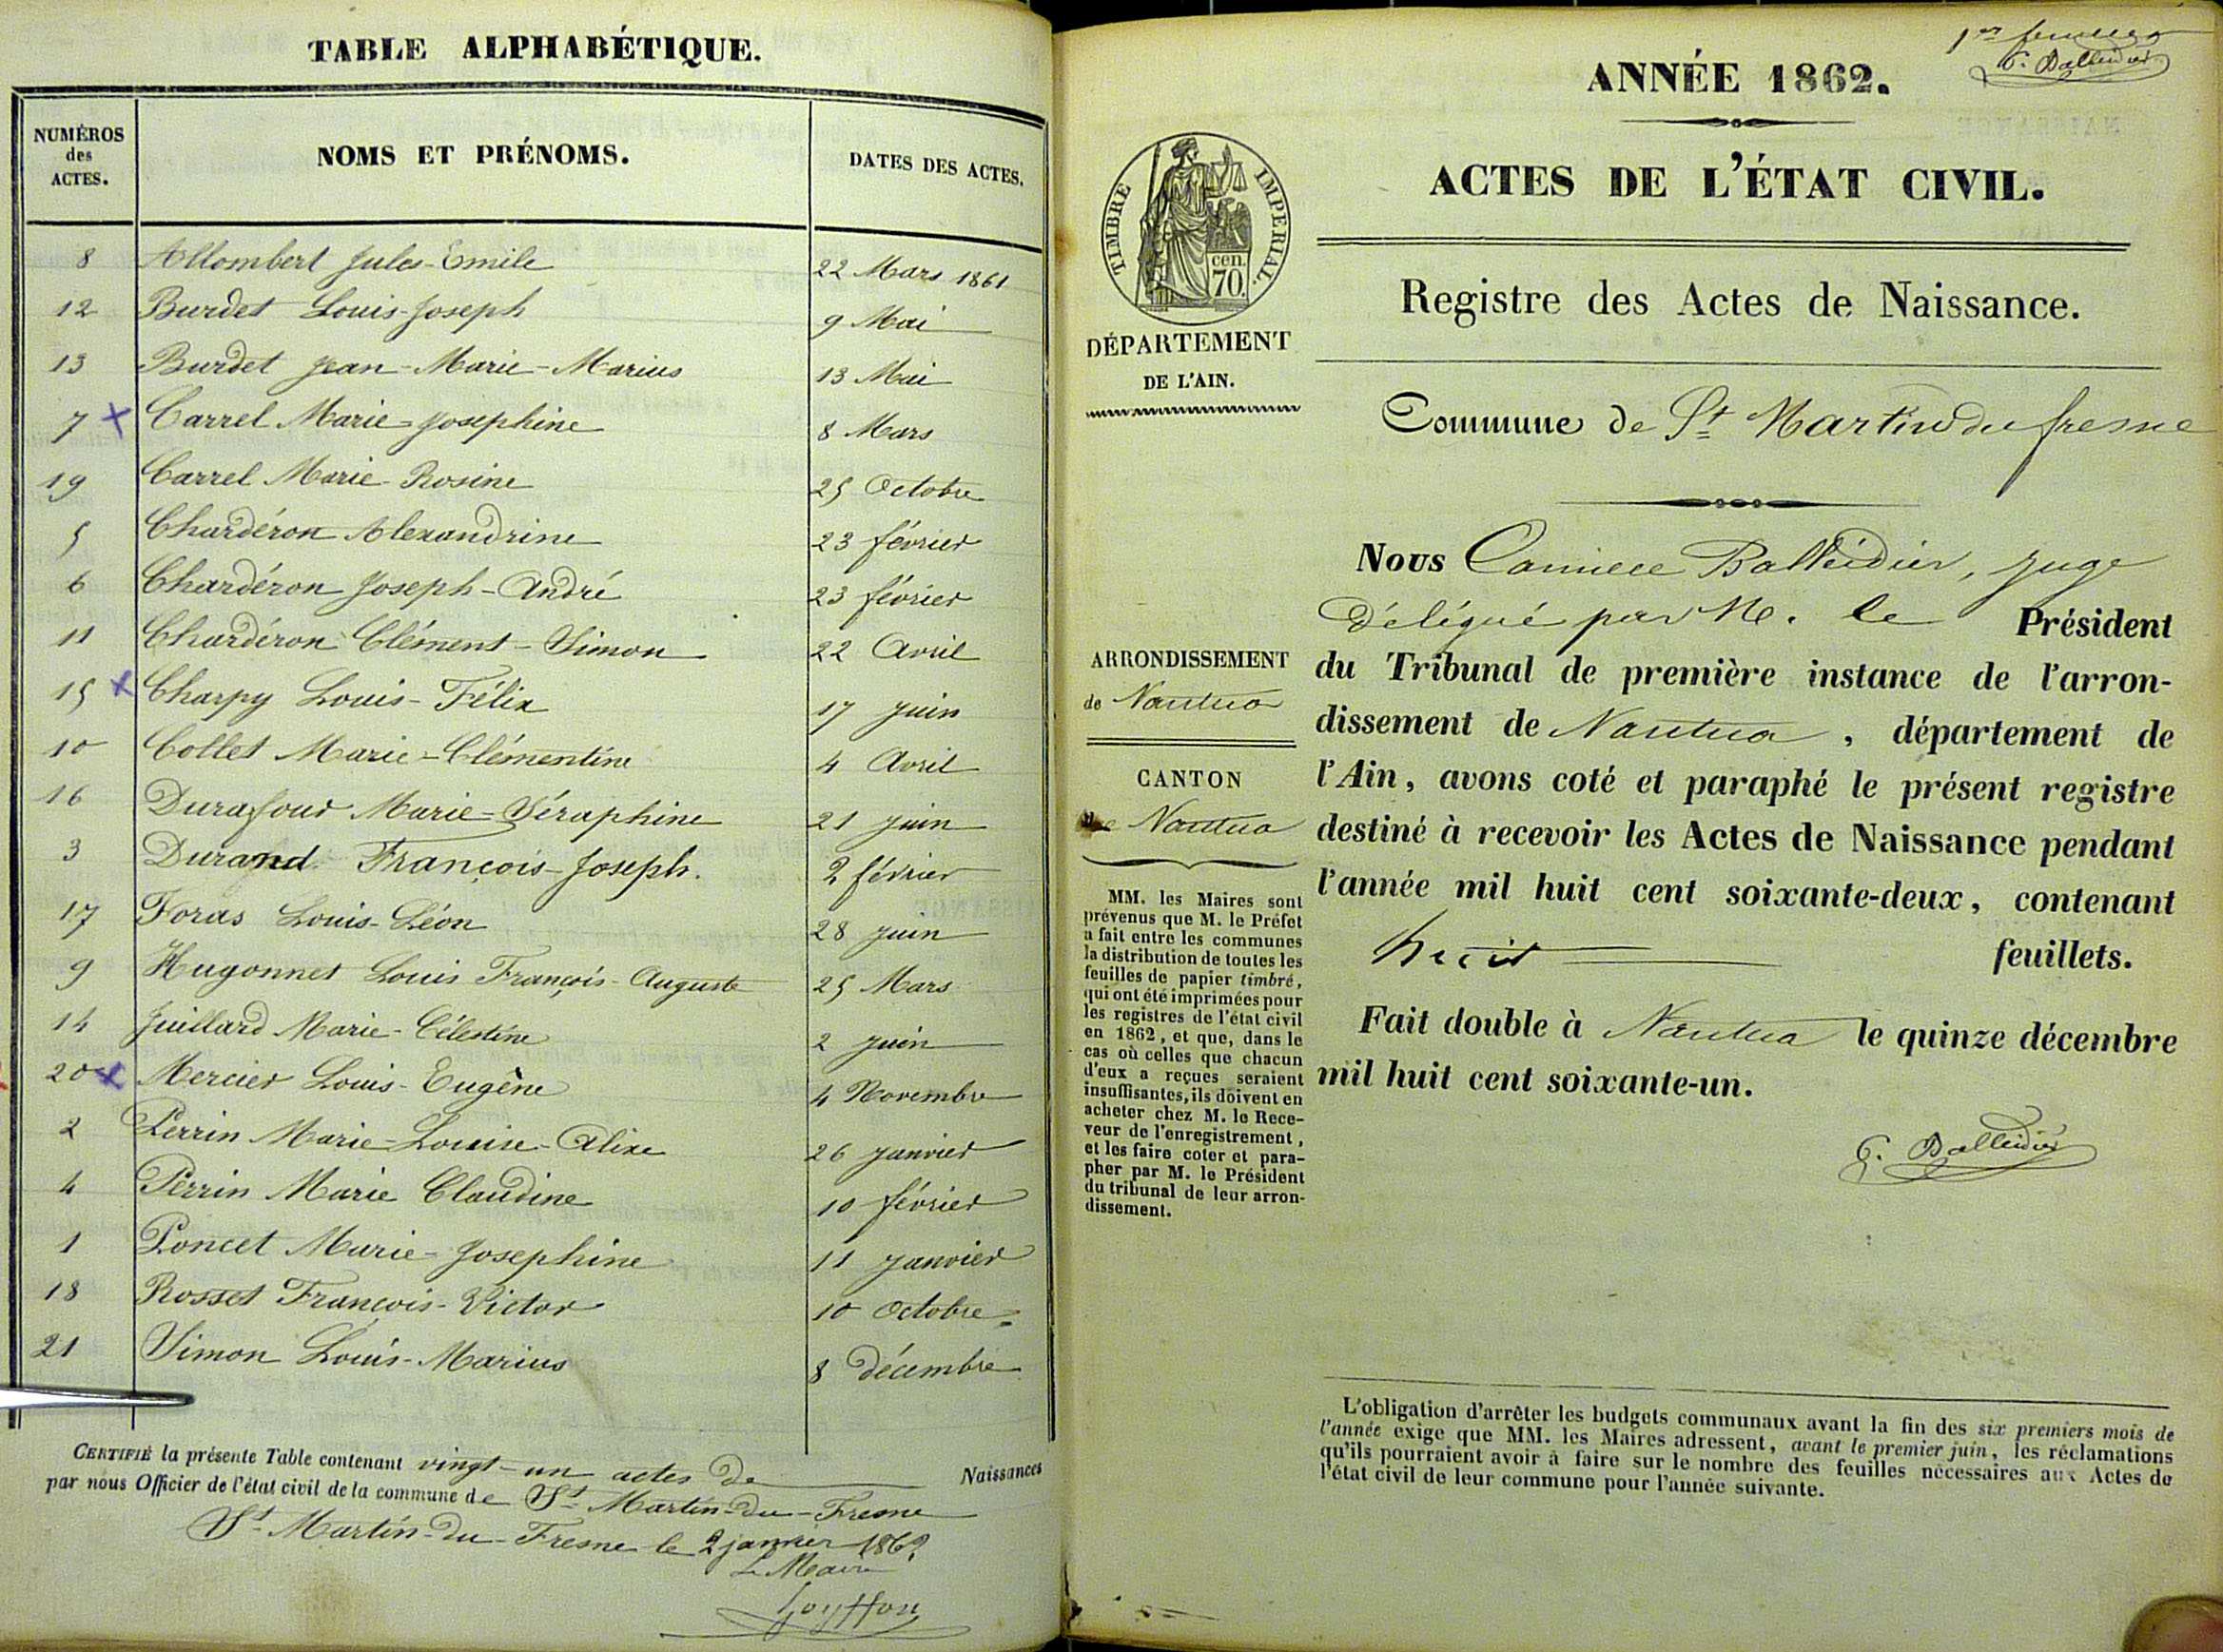 TABLE ALPHABÉTIQUE.
NUMÉROS
des
ACTES.
NOMS ET PRÉNOMS.
DATES DES ACTES.
8 Allombert Jules-Emile 22 Mars 1861
12 Burdet Louis-Joseph 9 Mai
13 Burdet Jean-Marie-Marius 13 Mai
7 x Carrel Marie-Josephine 8 Mars
19 Carrel Marie-Rosine 25 Octobre
5 Chardéron Alexandrine 23 février
6 Chardéron Joseph-André 23 février
11 Chardéron Clément-Simon 22 Avril
15 x Charpy Louis-Félix 17 juin
10 Collet Marie-Clémentine 4 Avril
16 Durafour Marie-Séraphine 21 juin
3 Durand François-Joseph. 2 février
17 Foras Louis-Léon 28 juin
9 Hugonnet Louis François-Auguste 25 Mars
14 Juillard Marie-Célestine 2 juin
20 x Mercier Louis-Eugène 4 Novembre
2 Perrin Marie-Louise-Alixe 26 janvier
4 Perrin Marie Claudine 10 février
1 Poncet Marie-Josephine 11 janvier
18 Rosset François-Victor 10 Octobre
21 Simon Louis-Marius 8 décembre
CERTIFIÉ la présente Table contenant vingt-un actes de Naissances
par nous Officier de l'état civil de la commune de St Martin-du-Fresne
St Martin-du-Fresne le 2 janvier 1862
Le Maire
Goyffon
1er feuillet
C. Balleidier
ANNÉE 1862.
ACTES DE L'ÉTAT CIVIL.
TIMBRE IMPÉRIAL.
cen.
70.
Registre des Actes de Naissance.
DÉPARTEMENT
DE L'AIN.
Commune de St Martin du fresne
Nous Camille Balleidier, juge
délégué par M. le Président
du Tribunal de première instance de l'arron-
dissement de Nantua, département de
l'Ain, avons coté et paraphé le présent registre
destiné à recevoir les Actes de Naissance pendant
l'année mil huit cent soixante-deux, contenant
huit feuillets.
Fait double à Nantua le quinze décembre
mil huit cent soixante-un.
C. Balleidier
ARRONDISSEMENT
de Nantua
CANTON
de Nantua
MM. les Maires sont
prévenus que M. le Préfet
a fait entre les communes
la distribution de toutes les
feuilles de papier timbré,
qui ont été imprimées pour
les registres de l'état civil
en 1862, et que, dans le
cas où celles que chacun
d'eux a reçues seraient
insuffisantes, ils doivent en
acheter chez M. le Rece-
veur de l'enregistrement,
et les faire coter et para-
pher par M. le Président
du tribunal de leur arron-
dissement.
L'obligation d'arrêter les budgets communaux avant la fin des six premiers mois de
l'année exige que MM. les Maires adressent, avant le premier juin, les réclamations
qu'ils pourraient avoir à faire sur le nombre des feuilles nécessaires aux Actes de
l'état civil de leur commune pour l'année suivante.